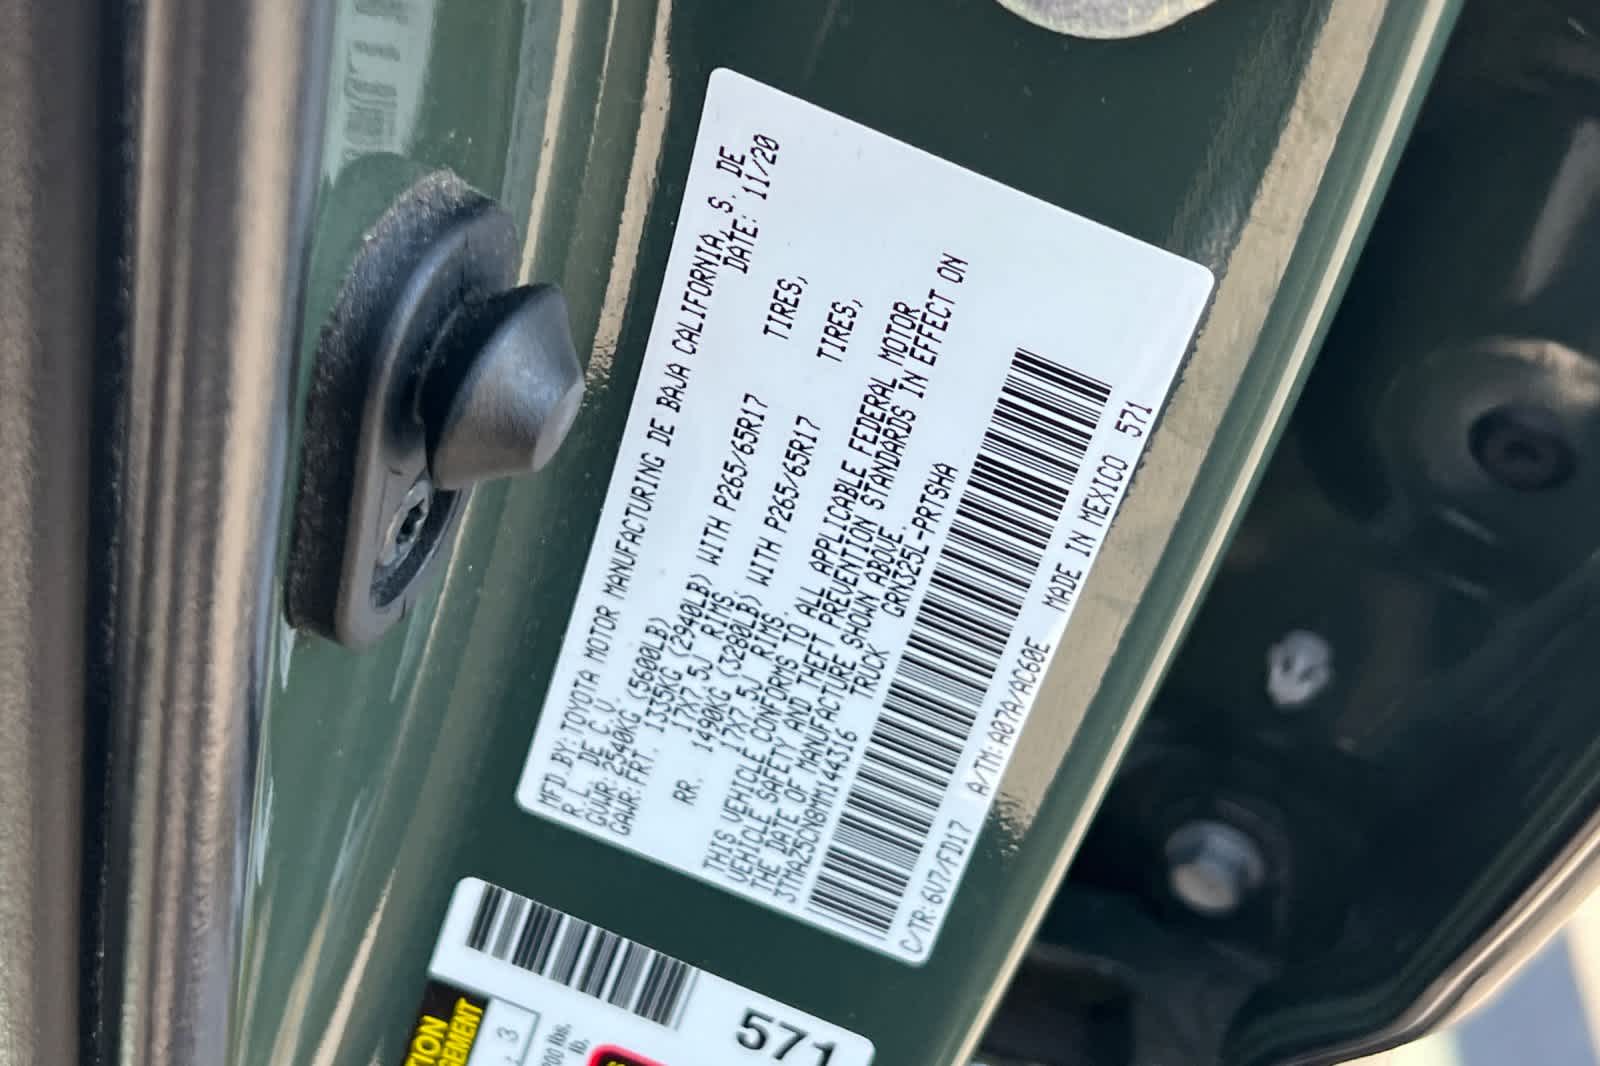 MFD.BY:TOYOTA MOTOR MANUFACTURING DE BAJA CALIFORNIA, S. DE
R.L. DE C.V. DATE: 11/20
GVWR:2540KG (5600LB)
GAWR:FRT. 1335KG (2940LB) WITH P265/65R17 TIRES,
17X7.5J RIMS
RR. 1490KG (3280LB) WITH P265/65R17 TIRES,
17X7.5J RIMS.
THIS VEHICLE CONFORMS TO ALL APPLICABLE FEDERAL MOTOR
VEHICLE SAFETY AND THEFT PREVENTION STANDARDS IN EFFECT ON
THE DATE OF MANUFACTURE SHOWN ABOVE.
3TMAZ5CN8MM144316 TRUCK GRN325L-PRTSHA
C/TR:6V7/FD17 A/TM:A07A/AC60E MADE IN MEXICO 571
571
3
lb.